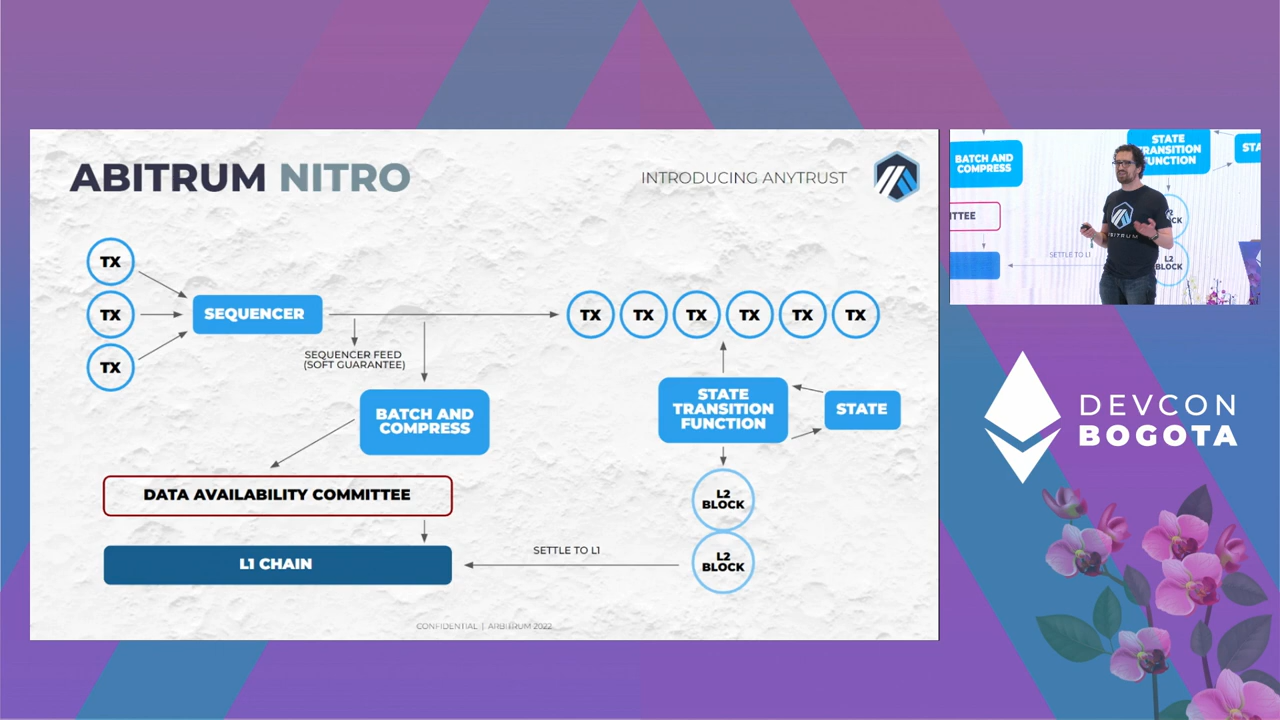 ABITRUM NITRO
INTRODUCING ANYTRUST
TX
TX
TX
SEQUENCER
SEQUENCER FEED
(SOFT GUARANTEE)
BATCH AND
COMPRESS
DATA AVAILABILITY COMMITTEE
L1 CHAIN
TX TX TX TX TX TX
STATE
TRANSITION
FUNCTION
STATE
L2
BLOCK
L2
BLOCK
SETTLE TO L1
CONFIDENTIAL | ARBITRUM 2022
BATCH AND
COMPRESS
STATE
TRANSITION
FUNCTION
STA
TTEE
SETTLE TO L1
L2
BLOCK
ARBITRUM
DEVCON
BOGOTA